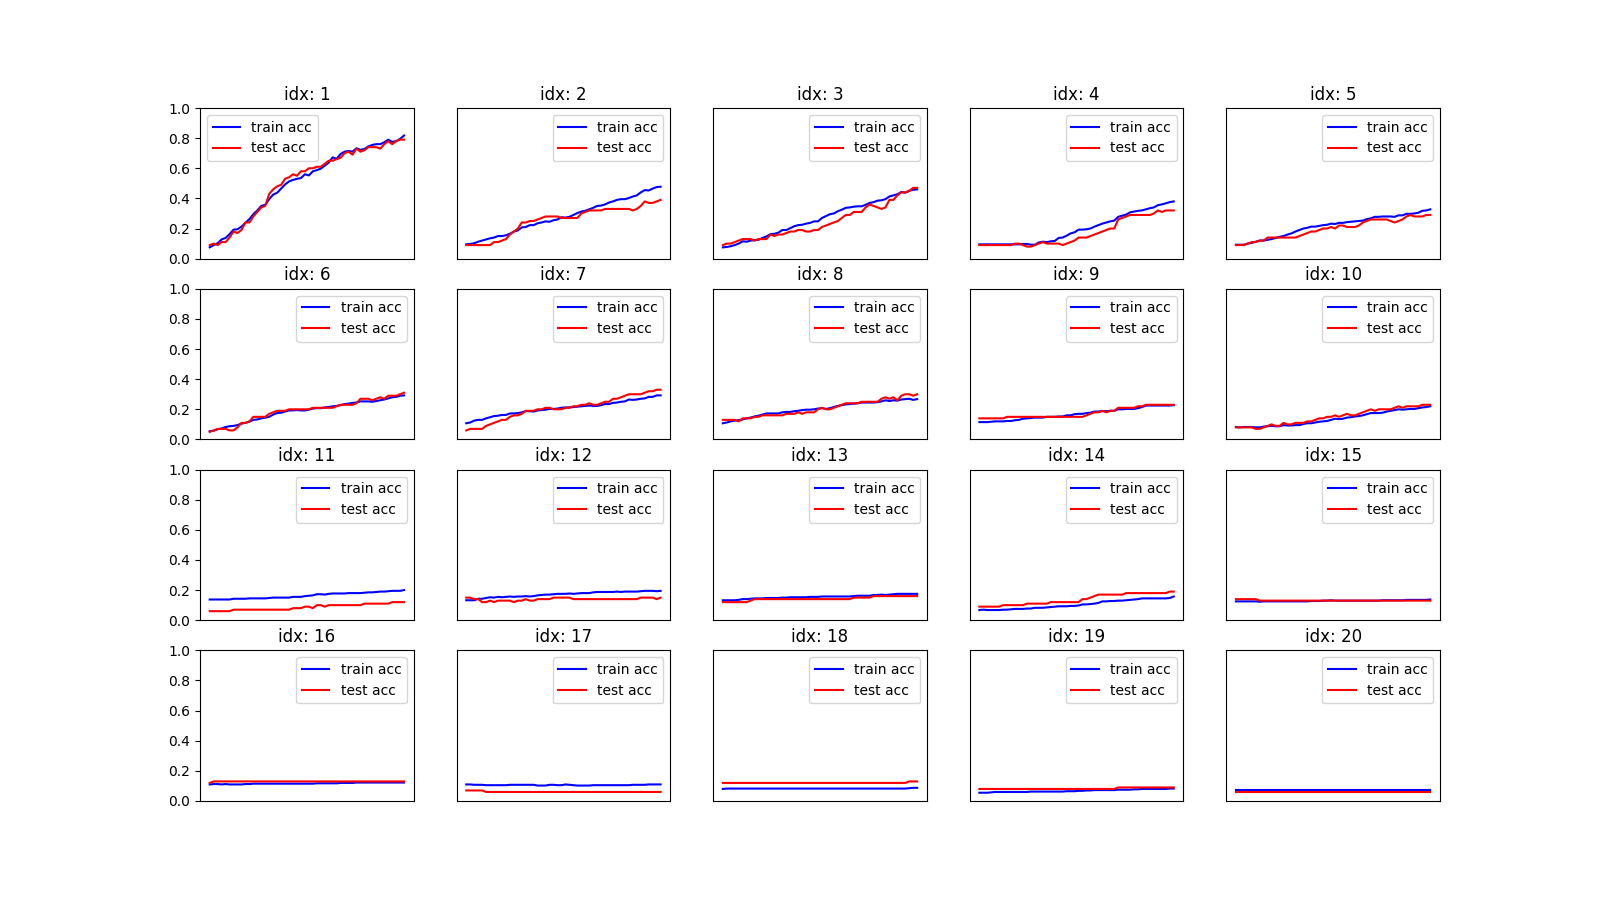 idx: 1
idx: 2
idx: 3
idx: 4
idx: 5
1.0
0.8
0.6
0.4
0.2
0.0
train acc
test acc
train acc
test acc
train acc
test acc
train acc
test acc
train acc
test acc
idx: 6
idx: 7
idx: 8
idx: 9
idx: 10
1.0
0.8
0.6
0.4
0.2
0.0
train acc
test acc
train acc
test acc
train acc
test acc
train acc
test acc
train acc
test acc
idx: 11
idx: 12
idx: 13
idx: 14
idx: 15
1.0
0.8
0.6
0.4
0.2
0.0
train acc
test acc
train acc
test acc
train acc
test acc
train acc
test acc
train acc
test acc
idx: 16
idx: 17
idx: 18
idx: 19
idx: 20
1.0
0.8
0.6
0.4
0.2
0.0
train acc
test acc
train acc
test acc
train acc
test acc
train acc
test acc
train acc
test acc